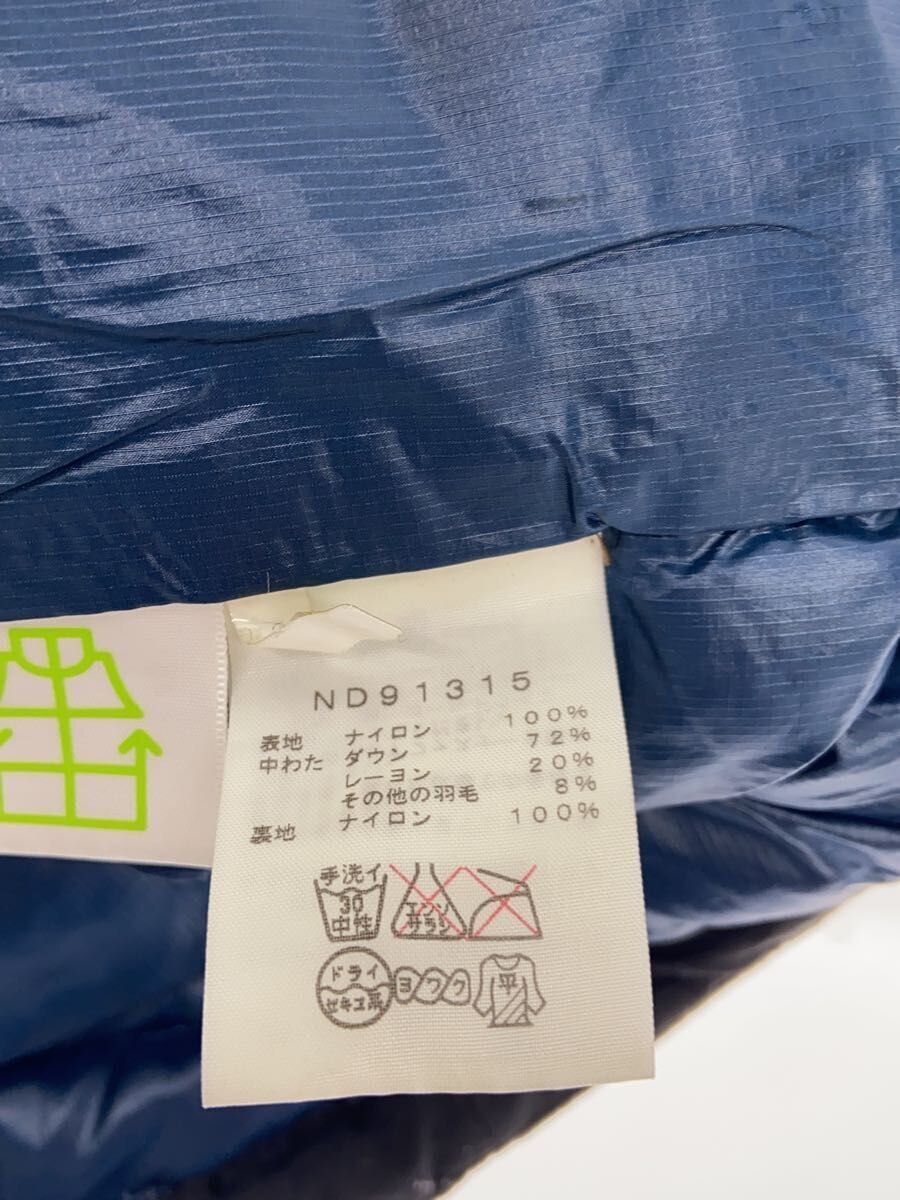 ND91315
表地 ナイロン 100%
中わた ダウン 72%
レーヨン 20%
その他の羽毛 8%
裏地 ナイロン 100%
手洗イ
30
中性
エンソ
サラシ
ドライ
セキユ系
ヨワク
平